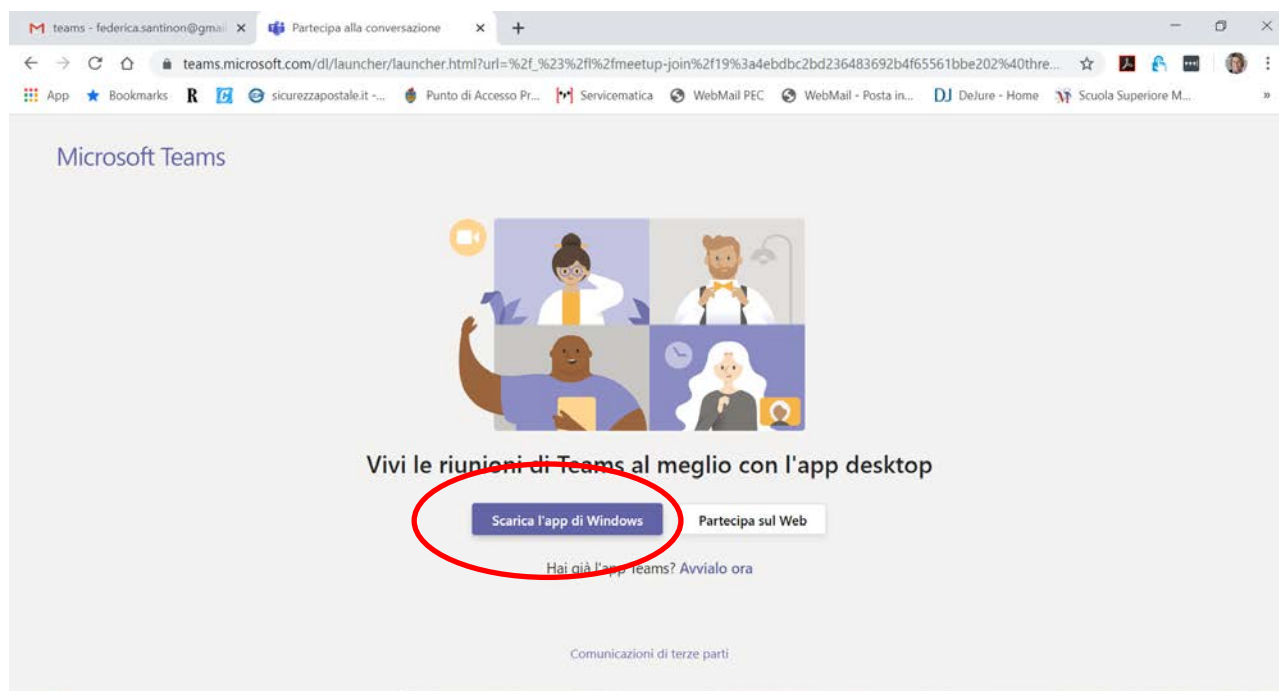 teams - federica.santinon@gmai
Partecipa alla conversazione
teams.microsoft.com/dl/launcher/launcher.html?url=%2f_%23%2fl%2fmeetup-join%2f19%3a4ebdbc2bd236483692b4f65561bbe202%40thre...
App Bookmarks R sicurezzapostale.it -... Punto di Accesso Pr... Servicematica WebMail PEC WebMail - Posta in... DJ DeJure - Home Scuola Superiore M... »
Microsoft Teams
Vivi le riunioni di Teams al meglio con l'app desktop
Scarica l'app di Windows Partecipa sul Web
Hai già l'app Teams? Avvialo ora
Comunicazioni di terze parti